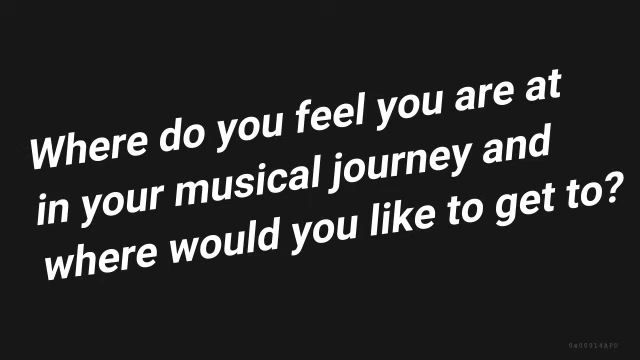 Where do you feel you are at
in your musical journey and
where would you like to get to?